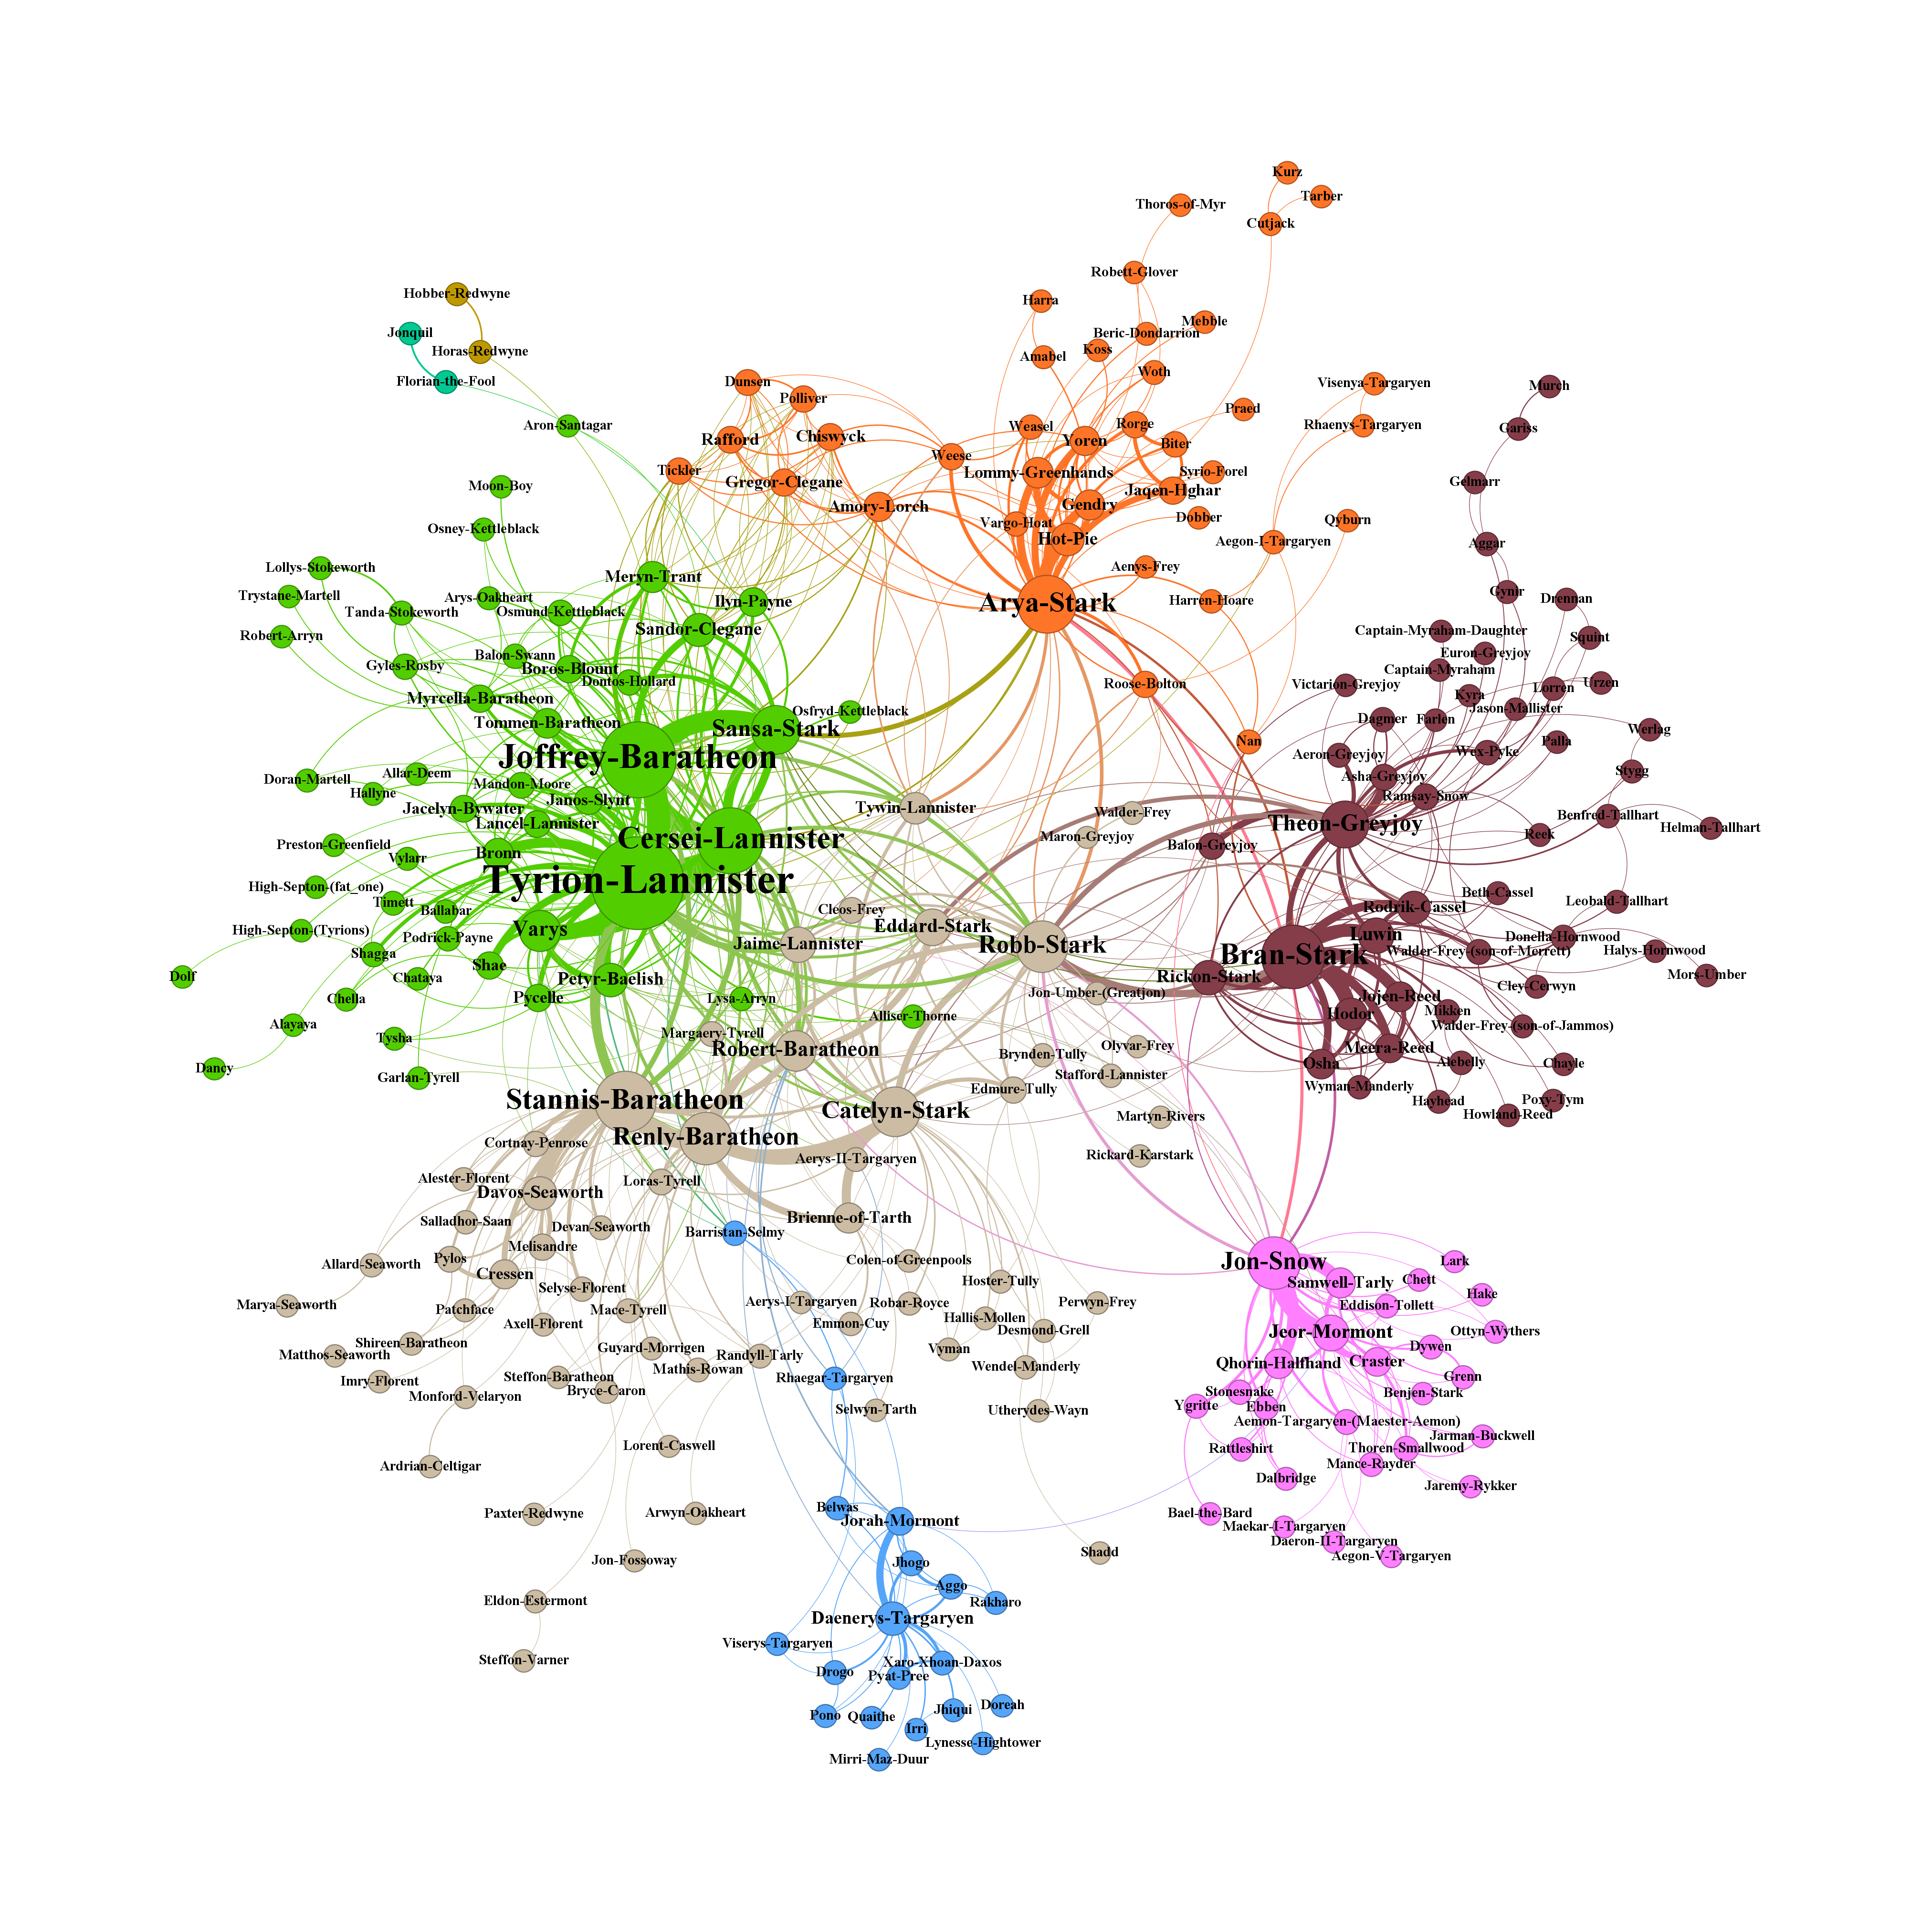 Kurz
Tarber
Thoros-of-Myr
Cutjack
Robett-Glover
Hobber-Redwyne
Harra
Mebble
Jonquil
Beric-Dondarrion
Horas-Redwyne
Koss
Amabel
Woth
Florian-the-Fool
Dunsen
Visenya-Targaryen
Murch
Polliver
Praed
Aron-Santagar
Rhaenys-Targaryen
Weasel
Rorge
Gariss
Rafford
Chiswyck
Yoren
Biter
Weese
Tickler
Lommy-Greenhands
Syrio-Forel
Gregor-Clegane
Gelmarr
Moon-Boy
Jaqen-Hghar
Amory-Lorch
Gendry
Vargo-Hoat
Dobber
Qyburn
Osney-Kettleblack
Hot-Pie
Aegon-I-Targaryen
Aggar
Lollys-Stokeworth
Aenys-Frey
Meryn-Trant
Trystane-Martell
Arys-Oakheart
Ilyn-Payne
Arya-Stark
Harren-Hoare
Gynir
Drennan
Tanda-Stokeworth
Osmund-Kettleblack
Robert-Arryn
Sandor-Clegane
Captain-Myraham-Daughter
Squint
Balon-Swann
Euron-Greyjoy
Gyles-Rosby
Boros-Blount
Captain-Myraham
Dontos-Hollard
Roose-Bolton
Victarion-Greyjoy
Kyra
Lorren
Urzen
Myrcella-Baratheon
Osfryd-Kettleblack
Jason-Mallister
Tommen-Baratheon
Sansa-Stark
Dagmer
Farlen
Werlag
Nan
Palla
Joffrey-Baratheon
Aeron-Greyjoy
Wex-Pyke
Doran-Martell
Allar-Deem
Asha-Greyjoy
Stygg
Hallyne
Mandon-Moore
Ramsay-Snow
Jacelyn-Bywater
Janos-Slynt
Tywin-Lannister
Walder-Frey
Benfred-Tallhart
Lancel-Lannister
Theon-Greyjoy
Helman-Tallhart
Maron-Greyjoy
Reek
Preston-Greenfield
Cersei-Lannister
Balon-Greyjoy
Vylarr
Bronn
High-Septon-(fat_one)
Tyrion-Lannister
Beth-Cassel
Timett
Ballabar
Cleos-Frey
Rodrik-Cassel
Leobald-Tallhart
High-Septon-(Tyrions)
Varys
Eddard-Stark
Luwin
Podrick-Payne
Jaime-Lannister
Robb-Stark
Donella-Hornwood
Shagga
Bran-Stark
Walder-Frey-(son-of-Merrett)
Halys-Hornwood
Dolf
Chataya
Shae
Petyr-Baelish
Rickon-Stark
Mors-Umber
Chella
Pycelle
Lysa-Arryn
Jon-Umber-(Greatjon)
Jojen-Reed
Cley-Cerwyn
Alayaya
Alliser-Thorne
Hodor
Mikken
Tysha
Margaery-Tyrell
Walder-Frey-(son-of-Jammos)
Robert-Baratheon
Olyvar-Frey
Meera-Reed
Dancy
Brynden-Tully
Osha
Alebelly
Chayle
Garlan-Tyrell
Stafford-Lannister
Edmure-Tully
Wyman-Manderly
Stannis-Baratheon
Catelyn-Stark
Hayhead
Poxy-Tym
Martyn-Rivers
Howland-Reed
Renly-Baratheon
Cortnay-Penrose
Aerys-II-Targaryen
Rickard-Karstark
Alester-Florent
Loras-Tyrell
Davos-Seaworth
Salladhor-Saan
Brienne-of-Tarth
Devan-Seaworth
Barristan-Selmy
Melisandre
Allard-Seaworth
Pylos
Colen-of-Greenpools
Jon-Snow
Lark
Cressen
Hoster-Tully
Samwell-Tarly
Chett
Selyse-Florent
Marya-Seaworth
Aerys-I-Targaryen
Robar-Royce
Perwyn-Frey
Eddison-Tollett
Hake
Patchface
Mace-Tyrell
Axell-Florent
Emmon-Cuy
Hallis-Mollen
Desmond-Grell
Jeor-Mormont
Ottyn-Wythers
Shireen-Baratheon
Guyard-Morrigen
Vyman
Dywen
Matthos-Seaworth
Randyll-Tarly
Qhorin-Halfhand
Craster
Mathis-Rowan
Wendel-Manderly
Imry-Florent
Steffon-Baratheon
Rhaegar-Targaryen
Grenn
Monford-Velaryon
Bryce-Caron
Stonesnake
Benjen-Stark
Ygritte
Ebben
Selwyn-Tarth
Utherydes-Wayn
Aemon-Targaryen-(Maester-Aemon)
Jarman-Buckwell
Lorent-Caswell
Rattleshirt
Thoren-Smallwood
Ardrian-Celtigar
Mance-Rayder
Dalbridge
Jeremy-Rykker
Belwas
Paxter-Redwyne
Arwyn-Oakheart
Jorah-Mormont
Bael-the-Bard
Maekar-I-Targaryen
Daeron-II-Targaryen
Shadd
Aegon-V-Targaryen
Jon-Fossoway
Jhogo
Aggo
Eldon-Estermont
Rakharo
Daenerys-Targaryen
Viserys-Targaryen
Steffon-Varner
Xaro-Xhoan-Daxos
Drogo
Pyat-Pree
Doreah
Jhiqui
Pono
Quaithe
Irri
Lynesse-Hightower
Mirri-Maz-Duur